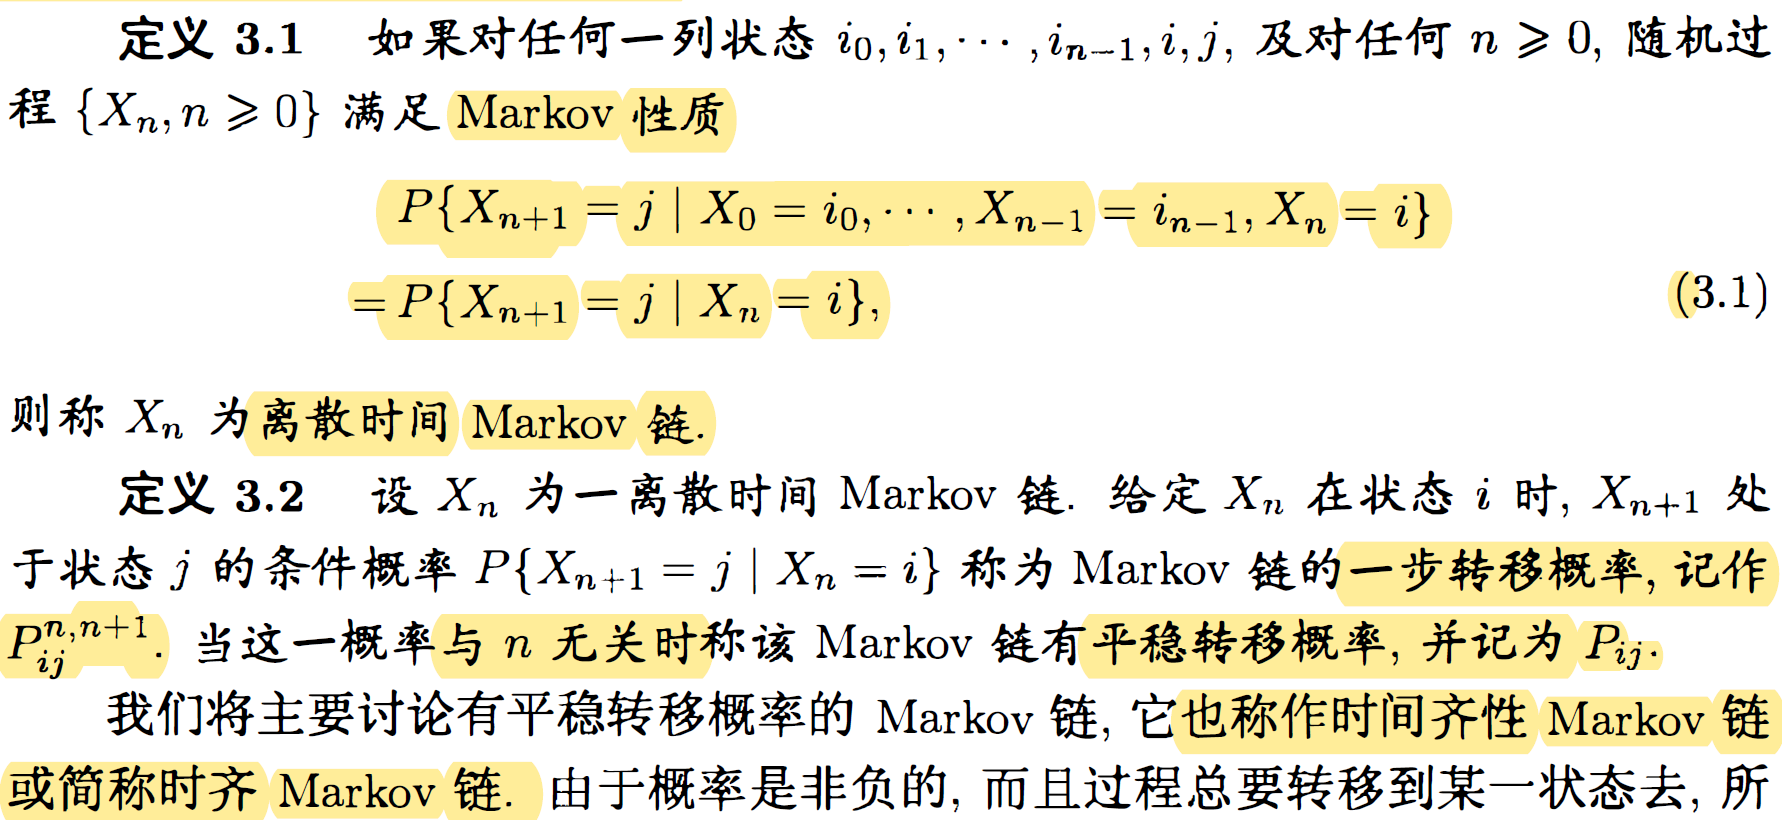 定义 3.1 如果对任何一列状态 $i_0, i_1, \cdots, i_{n-1}, i, j$, 及对任何 $n \geqslant 0$, 随机过
程 $\{X_n, n \geqslant 0\}$ 满足 Markov 性质
$P\{X_{n+1} = j \mid X_0 = i_0, \cdots, X_{n-1} = i_{n-1}, X_n = i\}$
$= P\{X_{n+1} = j \mid X_n = i\},$ (3.1)
则称 $X_n$ 为离散时间 Markov 链.
定义 3.2 设 $X_n$ 为一离散时间 Markov 链. 给定 $X_n$ 在状态 $i$ 时, $X_{n+1}$ 处
于状态 $j$ 的条件概率 $P\{X_{n+1} = j \mid X_n = i\}$ 称为 Markov 链的一步转移概率, 记作
$P_{ij}^{n,n+1}$. 当这一概率与 $n$ 无关时称该 Markov 链有平稳转移概率, 并记为 $P_{ij}$.
我们将主要讨论有平稳转移概率的 Markov 链, 它也称作时间齐性 Markov 链
或简称时齐 Markov 链. 由于概率是非负的, 而且过程总要转移到某一状态去, 所